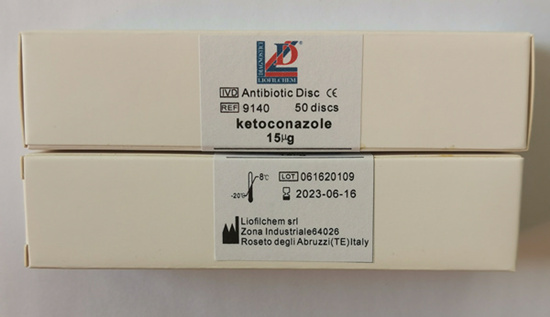 DIAGNOSTICI
LIOFILCHEM
IVD Antibiotic Disc CE
REF 9140 50 discs
ketoconazole
15µg
-20℃ 8℃ LOT 061620109
2023-06-16
Liofilchem srl
Zona Industriale64026
Roseto degli Abruzzi(TE)Italy